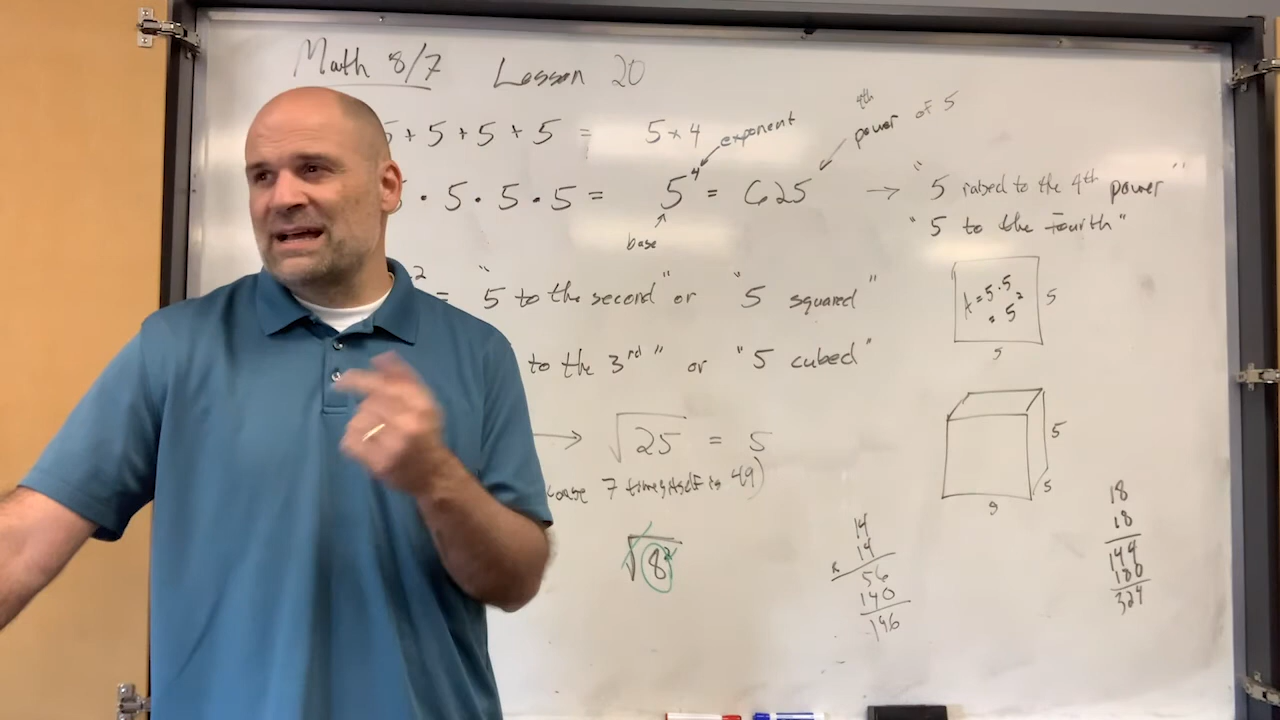 Math 8/7 Lesson 20
5 + 5 + 5 + 5 = 5 × 4
exponent
4th
power of 5
5 · 5 · 5 · 5 = 5⁴ = 625 → "5 raised to the 4th power"
base
"5 to the Fourth"
² = "5 to the second" or "5 squared"
A = 5·5
= 5²
5
5
to the 3rd" or "5 cubed"
→ √25 = 5
7 times itself is 49)
5
5
√8²
14
× 14
56
140
196
18
18
144
180
324